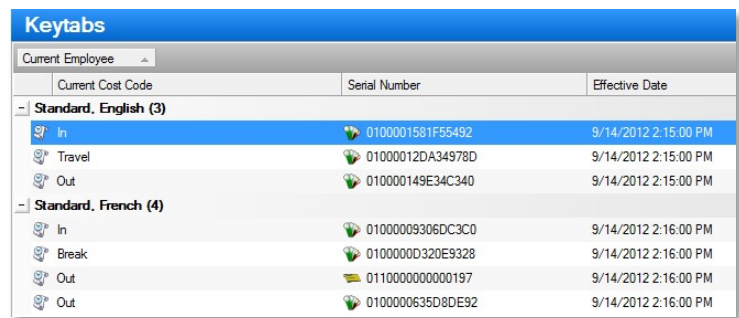 Keytabs
Current Employee
Current Cost Code Serial Number Effective Date
Standard, English (3)
In 0100001581F55492 9/14/2012 2:15:00 PM
Travel 01000012DA34978D 9/14/2012 2:15:00 PM
Out 010000149E34C340 9/14/2012 2:15:00 PM
Standard, French (4)
In 01000009306DC3C0 9/14/2012 2:16:00 PM
Break 0100000D320E9328 9/14/2012 2:16:00 PM
Out 0110000000000197 9/14/2012 2:16:00 PM
Out 0100000635D8DE92 9/14/2012 2:16:00 PM